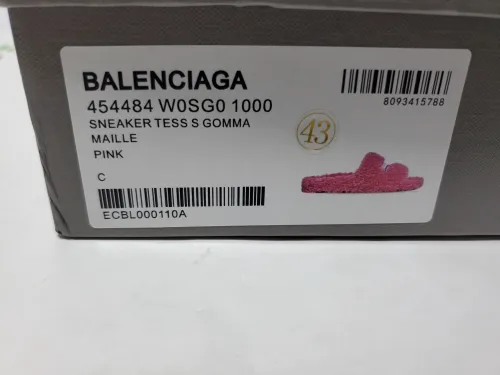 BALENCIAGA
454484 W0SG0 1000
SNEAKER TESS S GOMMA
MAILLE
PINK
C
ECBL000110A
8093415788
43